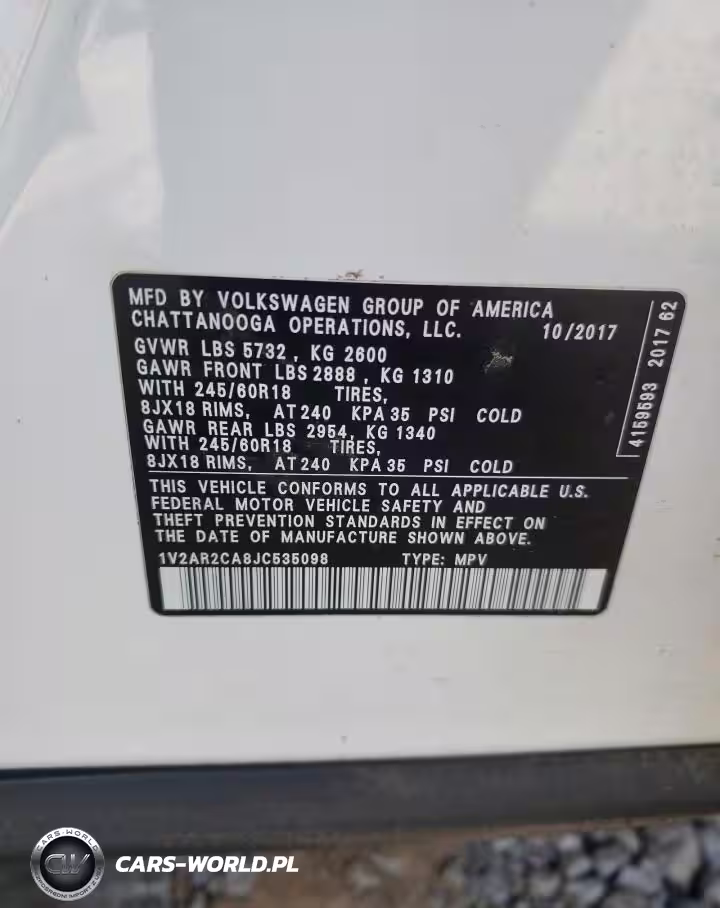 MFD BY VOLKSWAGEN GROUP OF AMERICA
CHATTANOOGA OPERATIONS, LLC. 10/2017
GVWR LBS 5732, KG 2600
GAWR FRONT LBS 2888, KG 1310
WITH 245/60R18 TIRES,
8JX18 RIMS, AT 240 KPA 35 PSI COLD
GAWR REAR LBS 2954, KG 1340
WITH 245/60R18 TIRES,
8JX18 RIMS, AT 240 KPA 35 PSI COLD
THIS VEHICLE CONFORMS TO ALL APPLICABLE U.S.
FEDERAL MOTOR VEHICLE SAFETY AND
THEFT PREVENTION STANDARDS IN EFFECT ON
THE DATE OF MANUFACTURE SHOWN ABOVE.
1V2AR2CA8JC535098 TYPE: MPV
4159593 2017 62
CARS-WORLD
CW
CARS-WORLD.PL